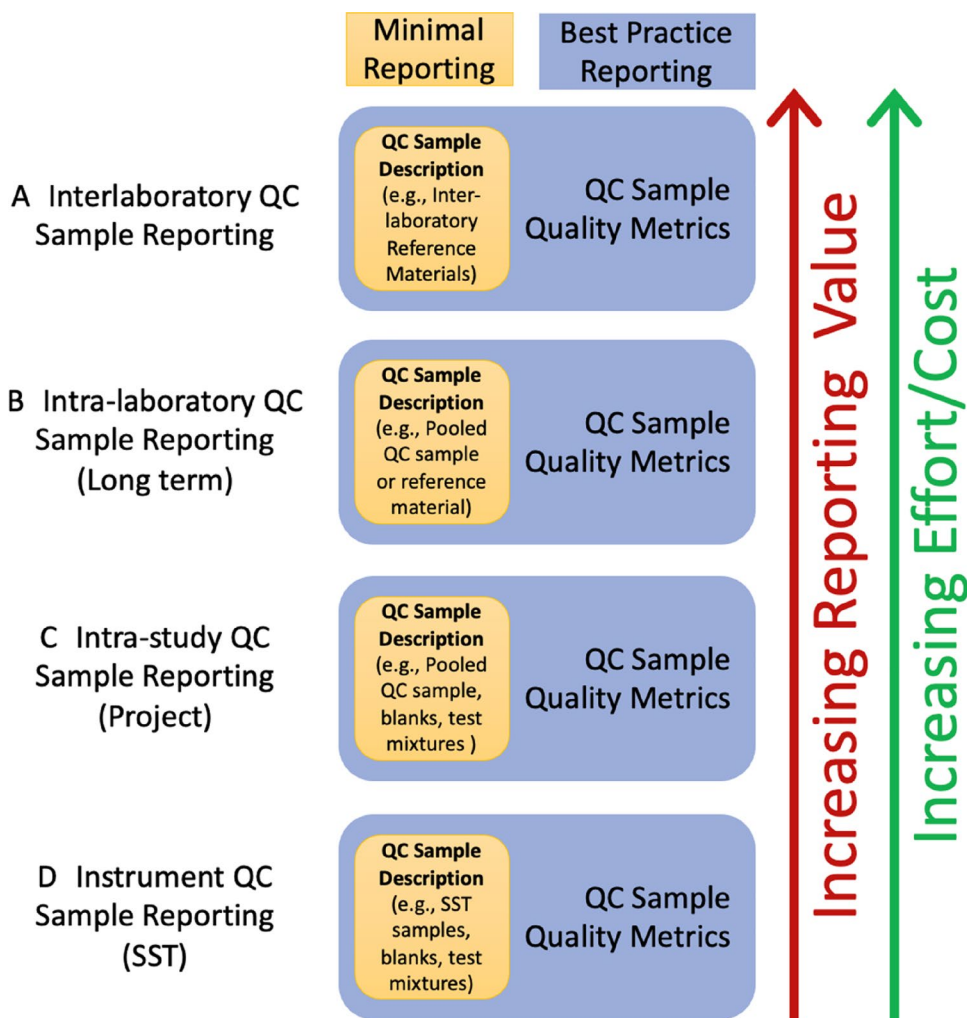 Minimal
Reporting
Best Practice
Reporting
A Interlaboratory QC
Sample Reporting
QC Sample
Description
(e.g., Inter-
laboratory
Reference
Materials)
QC Sample
Quality Metrics
B Intra-laboratory QC
Sample Reporting
(Long term)
QC Sample
Description
(e.g., Pooled
QC sample
or reference
material)
QC Sample
Quality Metrics
C Intra-study QC
Sample Reporting
(Project)
QC Sample
Description
(e.g., Pooled
QC sample,
blanks, test
mixtures )
QC Sample
Quality Metrics
D Instrument QC
Sample Reporting
(SST)
QC Sample
Description
(e.g., SST
samples,
blanks, test
mixtures)
QC Sample
Quality Metrics
Increasing Reporting Value
Increasing Effort/Cost